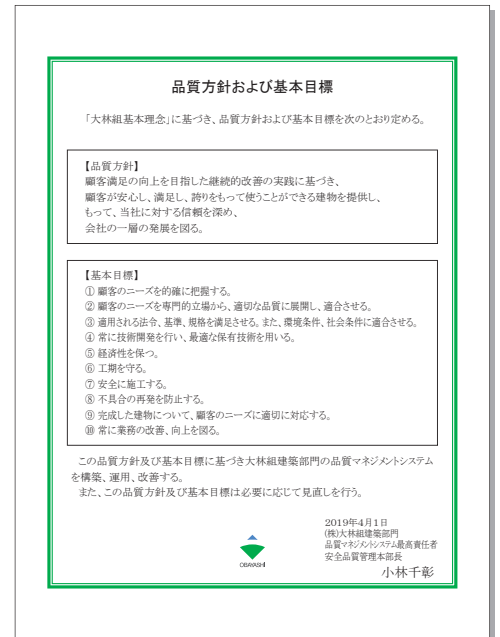 品質方針および基本目標
「大林組基本理念」に基づき、品質方針および基本目標を次のとおり定める。
【品質方針】
顧客満足の向上を目指した継続的改善の実践に基づき、
顧客が安心し、満足し、誇りをもって使うことができる建物を提供し、
もって、当社に対する信頼を深め、
会社の一層の発展を図る。
【基本目標】
① 顧客のニーズを的確に把握する。
② 顧客のニーズを専門的立場から、適切な品質に展開し、適合させる。
③ 適用される法令、基準、規格を満足させる。また、環境条件、社会条件に適合させる。
④ 常に技術開発を行い、最適な保有技術を用いる。
⑤ 経済性を保つ。
⑥ 工期を守る。
⑦ 安全に施工する。
⑧ 不具合の再発を防止する。
⑨ 完成した建物について、顧客のニーズに適切に対応する。
⑩ 常に業務の改善、向上を図る。
この品質方針及び基本目標に基づき大林組建築部門の品質マネジメントシステム
を構築、運用、改善する。
また、この品質方針及び基本目標は必要に応じて見直しを行う。
2019年4月1日
(株)大林組建築部門
品質マネジメントシステム最高責任者
安全品質管理本部長
小林千彰
OBAYASHI